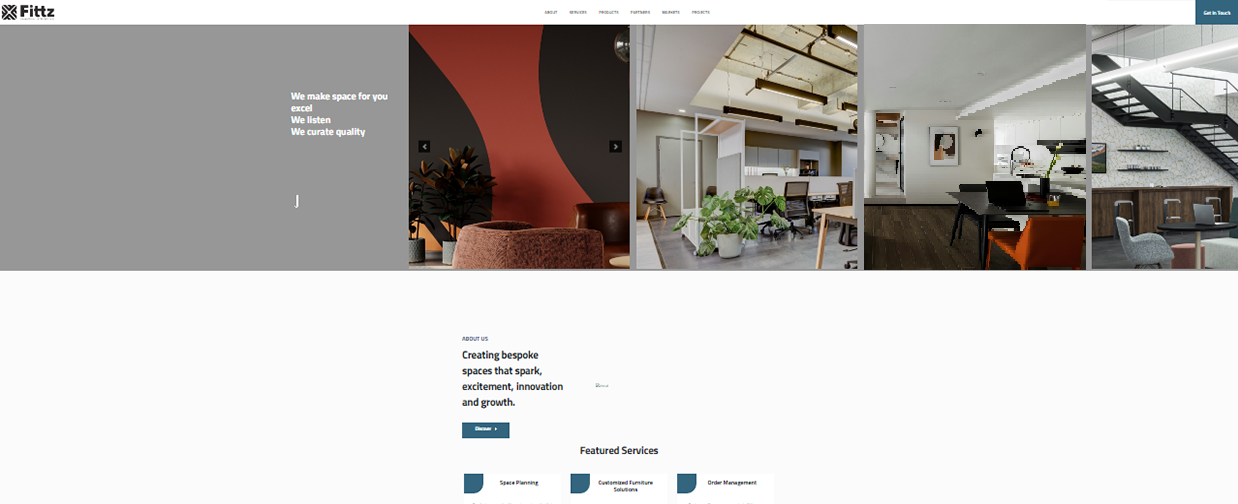 Fittz
ABOUT
SERVICES
PRODUCTS
PARTNERS
MARKETS
PROJECTS
Get in Touch
We make space for you
excel
We listen
We curate quality
J
ABOUT US
Creating bespoke
spaces that spark,
excitement, innovation
and growth.
Discover
Featured Services
Space Planning
Customized Furniture
Solutions
Order Management